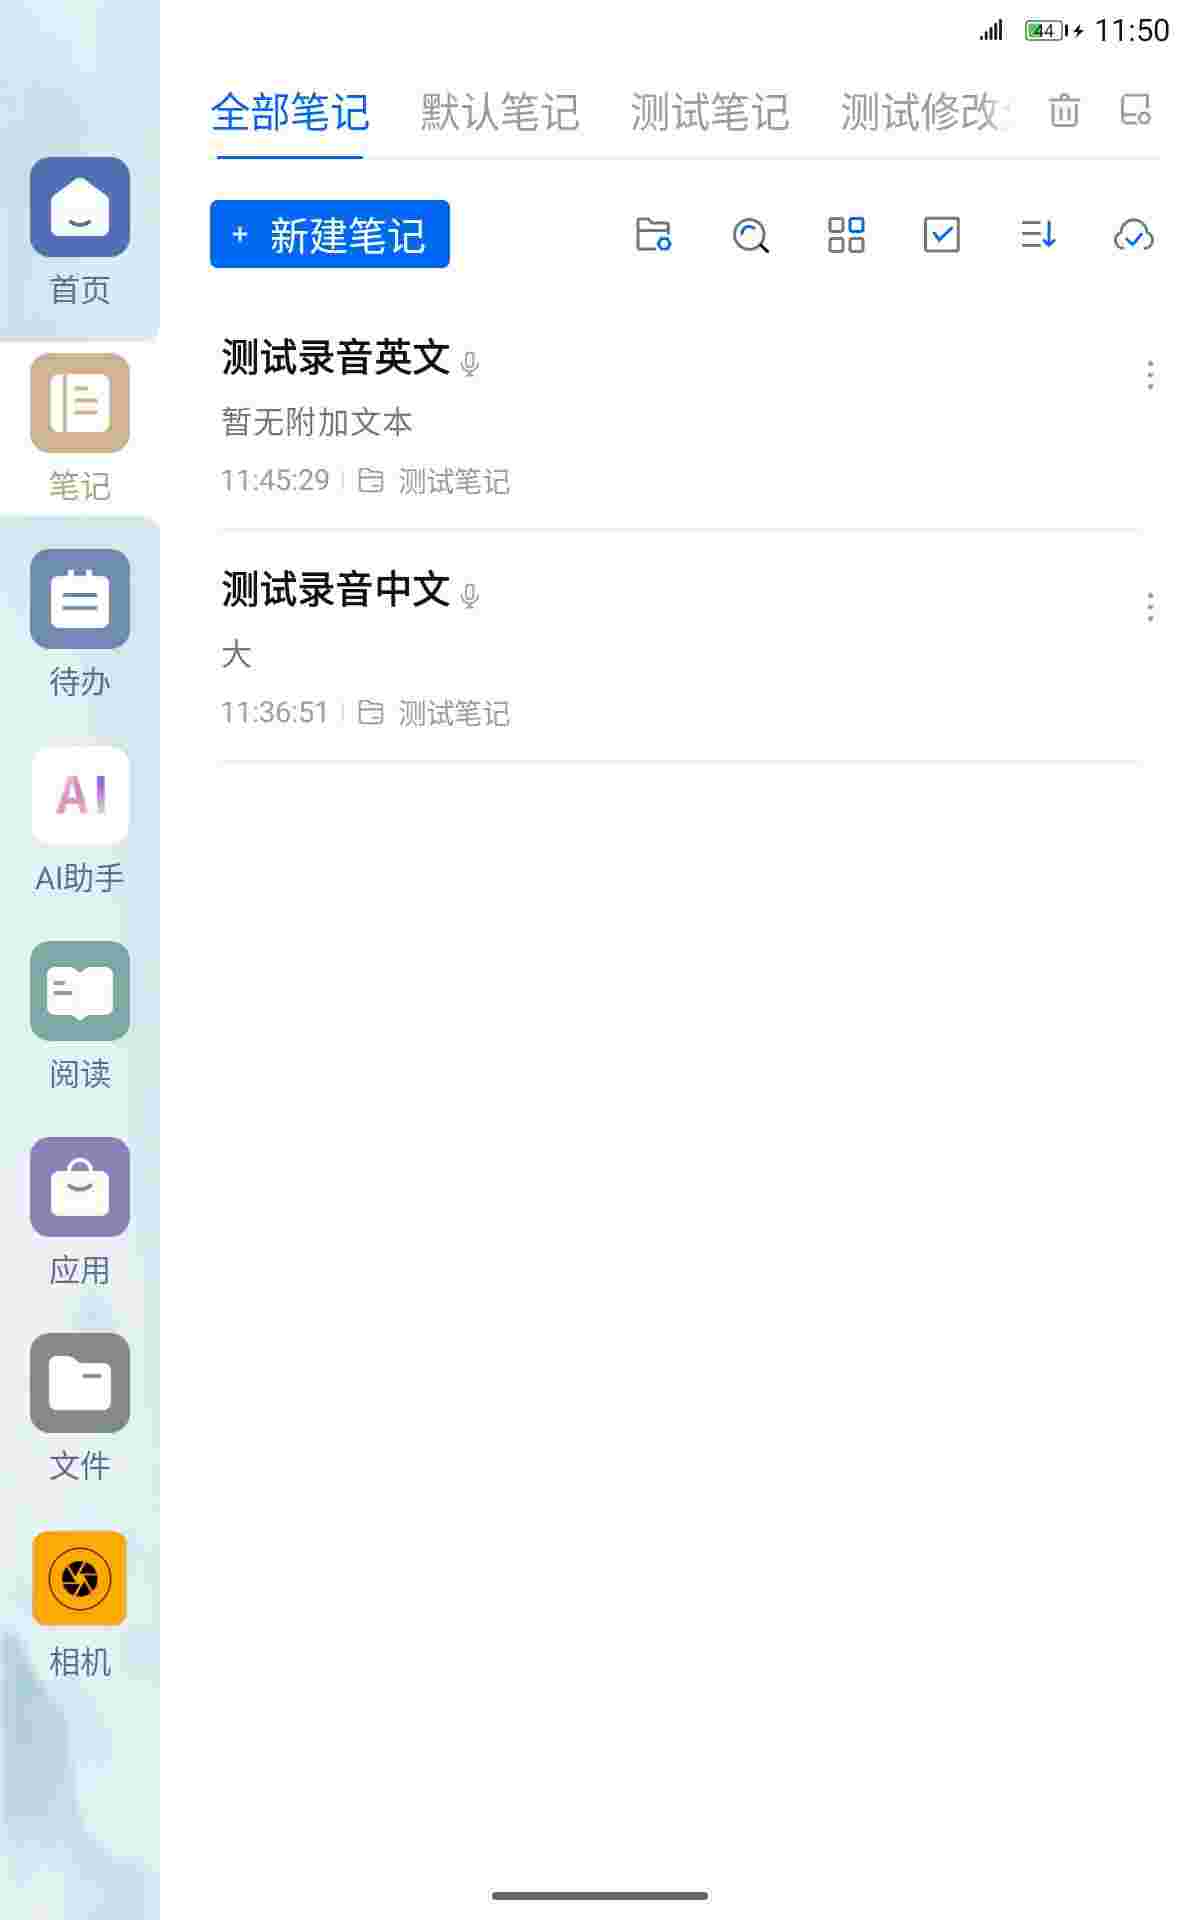 44 11:50
全部笔记 默认笔记 测试笔记 测试修改
+ 新建笔记
首页
测试录音英文
暂无附加文本
11:45:29 测试笔记
笔记
测试录音中文
大
11:36:51 测试笔记
待办
AI
AI助手
阅读
应用
文件
相机